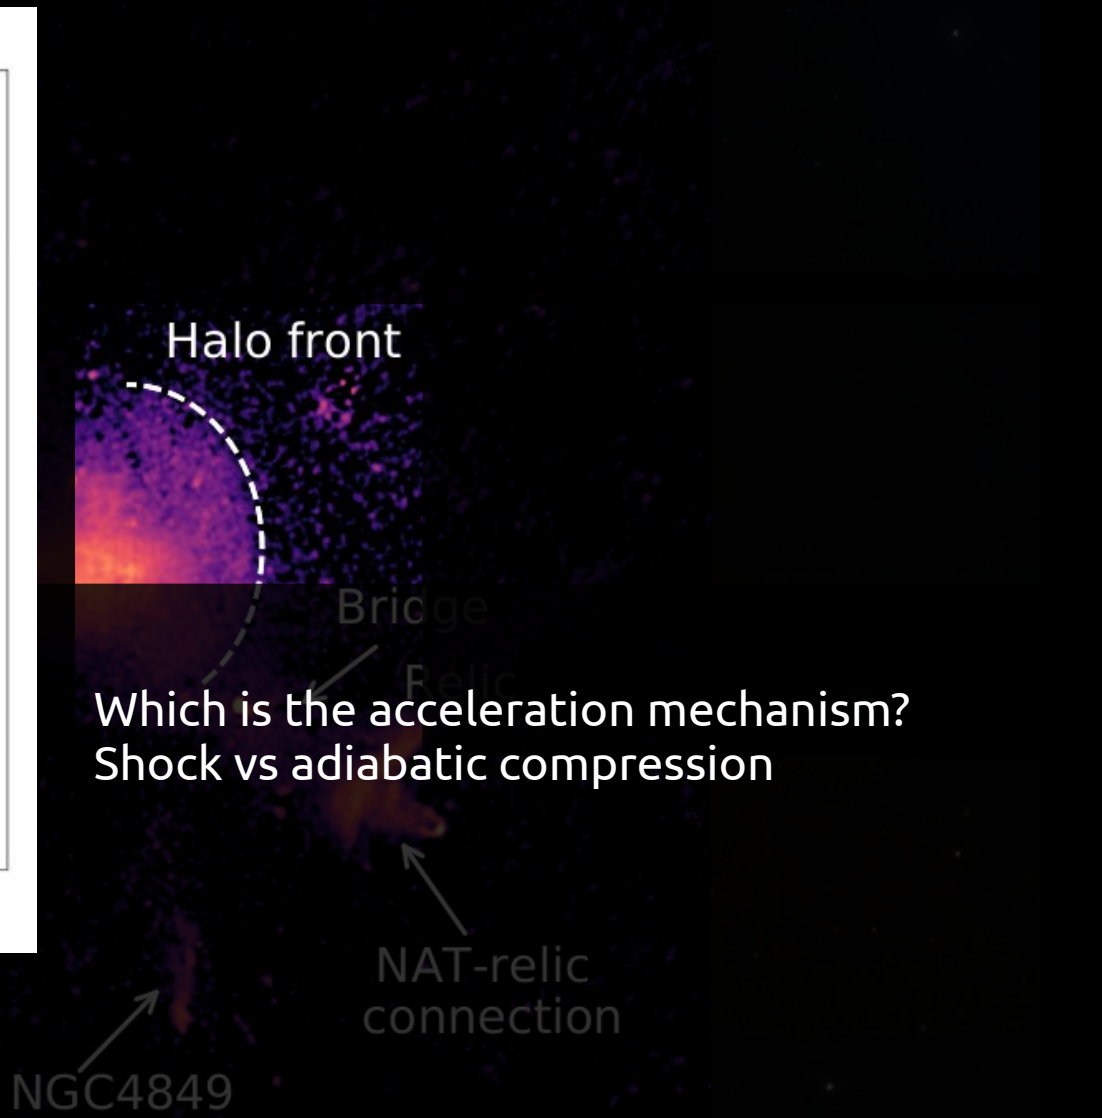 Halo front
Bridge
Relic
Which is the acceleration mechanism?
Shock vs adiabatic compression
NAT-relic
connection
NGC4849